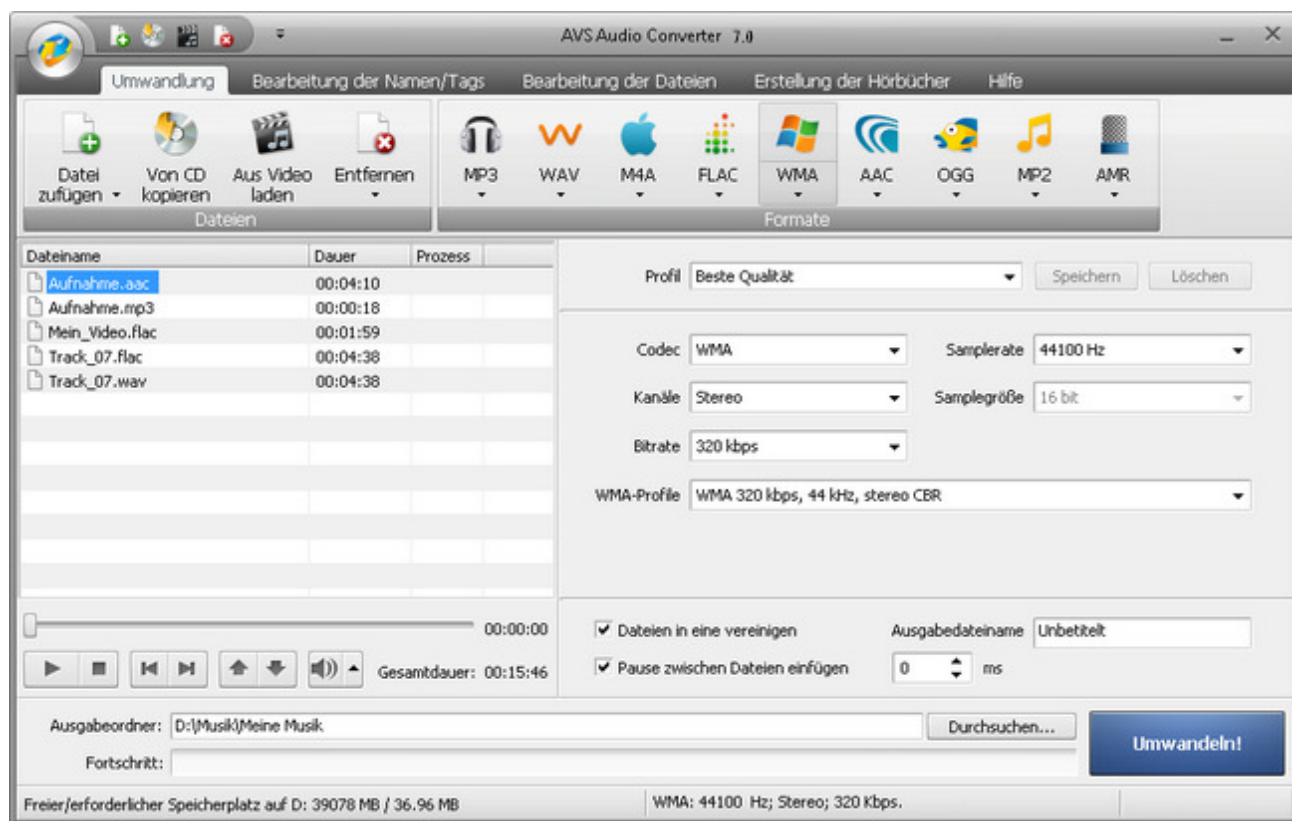 AVS Audio Converter 7.0
Umwandlung Bearbeitung der Namen/Tags Bearbeitung der Dateien Erstellung der Hörbücher Hilfe
Datei zufügen
Von CD kopieren
Aus Video laden
Entfernen
MP3 WAV M4A FLAC WMA AAC OGG MP2 AMR
Dateien
Formate
Dateiname Dauer Prozess
Aufnahme.aac 00:04:10
Aufnahme.mp3 00:00:18
Mein_Video.flac 00:01:59
Track_07.flac 00:04:38
Track_07.wav 00:04:38
Profil Beste Qualität Speichern Löschen
Codec WMA Samplerate 44100 Hz
Kanäle Stereo Samplegröße 16 bit
Bitrate 320 kbps
WMA-Profile WMA 320 kbps, 44 kHz, stereo CBR
00:00:00
Gesamtdauer: 00:15:46
Dateien in eine vereinigen Ausgabedateiname Unbetitelt
Pause zwischen Dateien einfügen 0 ms
Ausgabeordner: D:\Musik\Meine Musik Durchsuchen...
Umwandeln!
Fortschritt:
Freier/erforderlicher Speicherplatz auf D: 39078 MB / 36.96 MB WMA: 44100 Hz; Stereo; 320 Kbps.